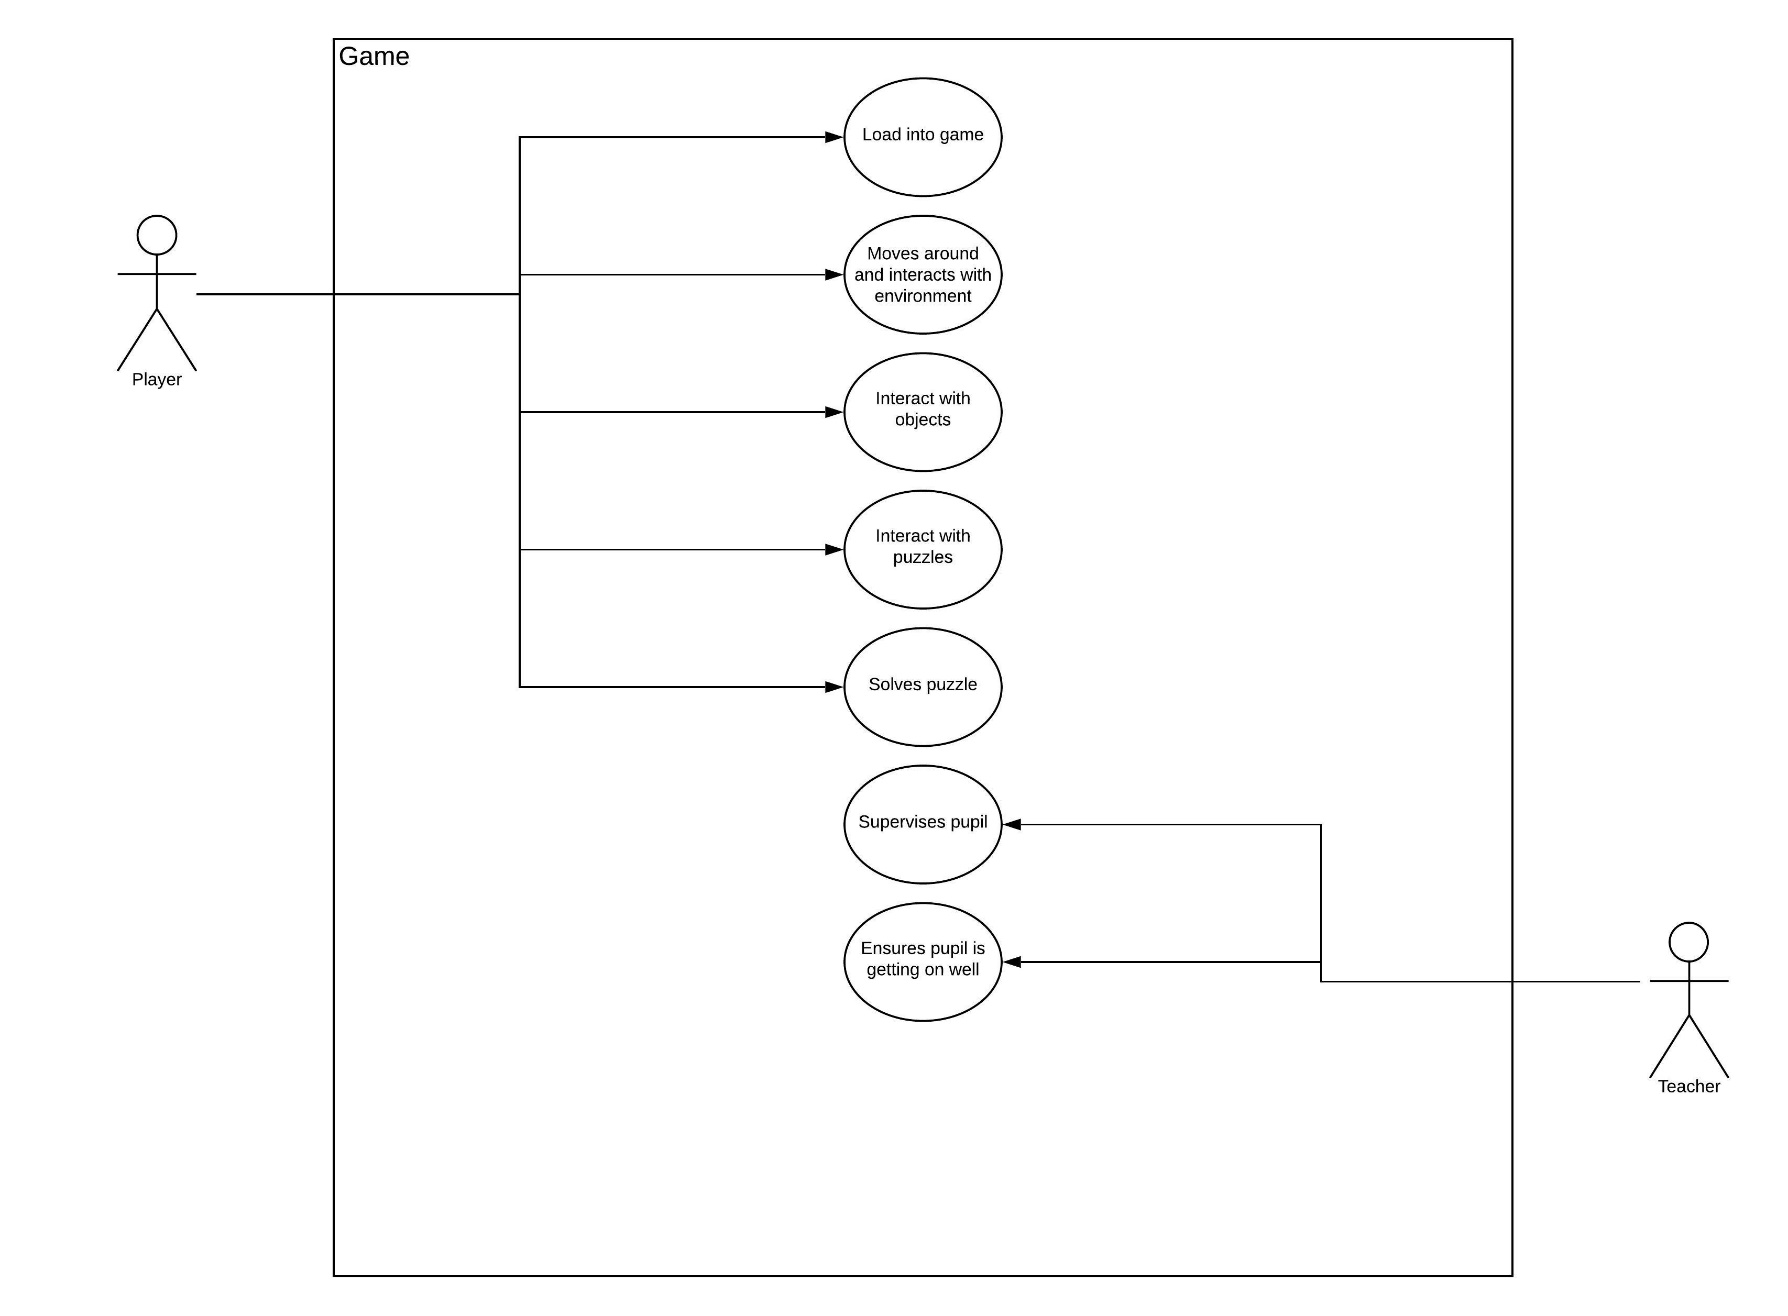 Game
Load into game
Moves around
and interacts with
environment
Player
Interact with
objects
Interact with
puzzles
Solves puzzle
Supervises pupil
Ensures pupil is
getting on well
Teacher